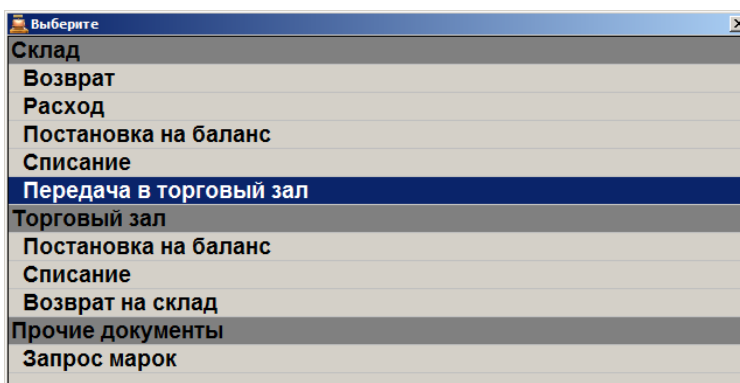 Выберите
Склад
Возврат
Расход
Постановка на баланс
Списание
Передача в торговый зал
Торговый зал
Постановка на баланс
Списание
Возврат на склад
Прочие документы
Запрос марок